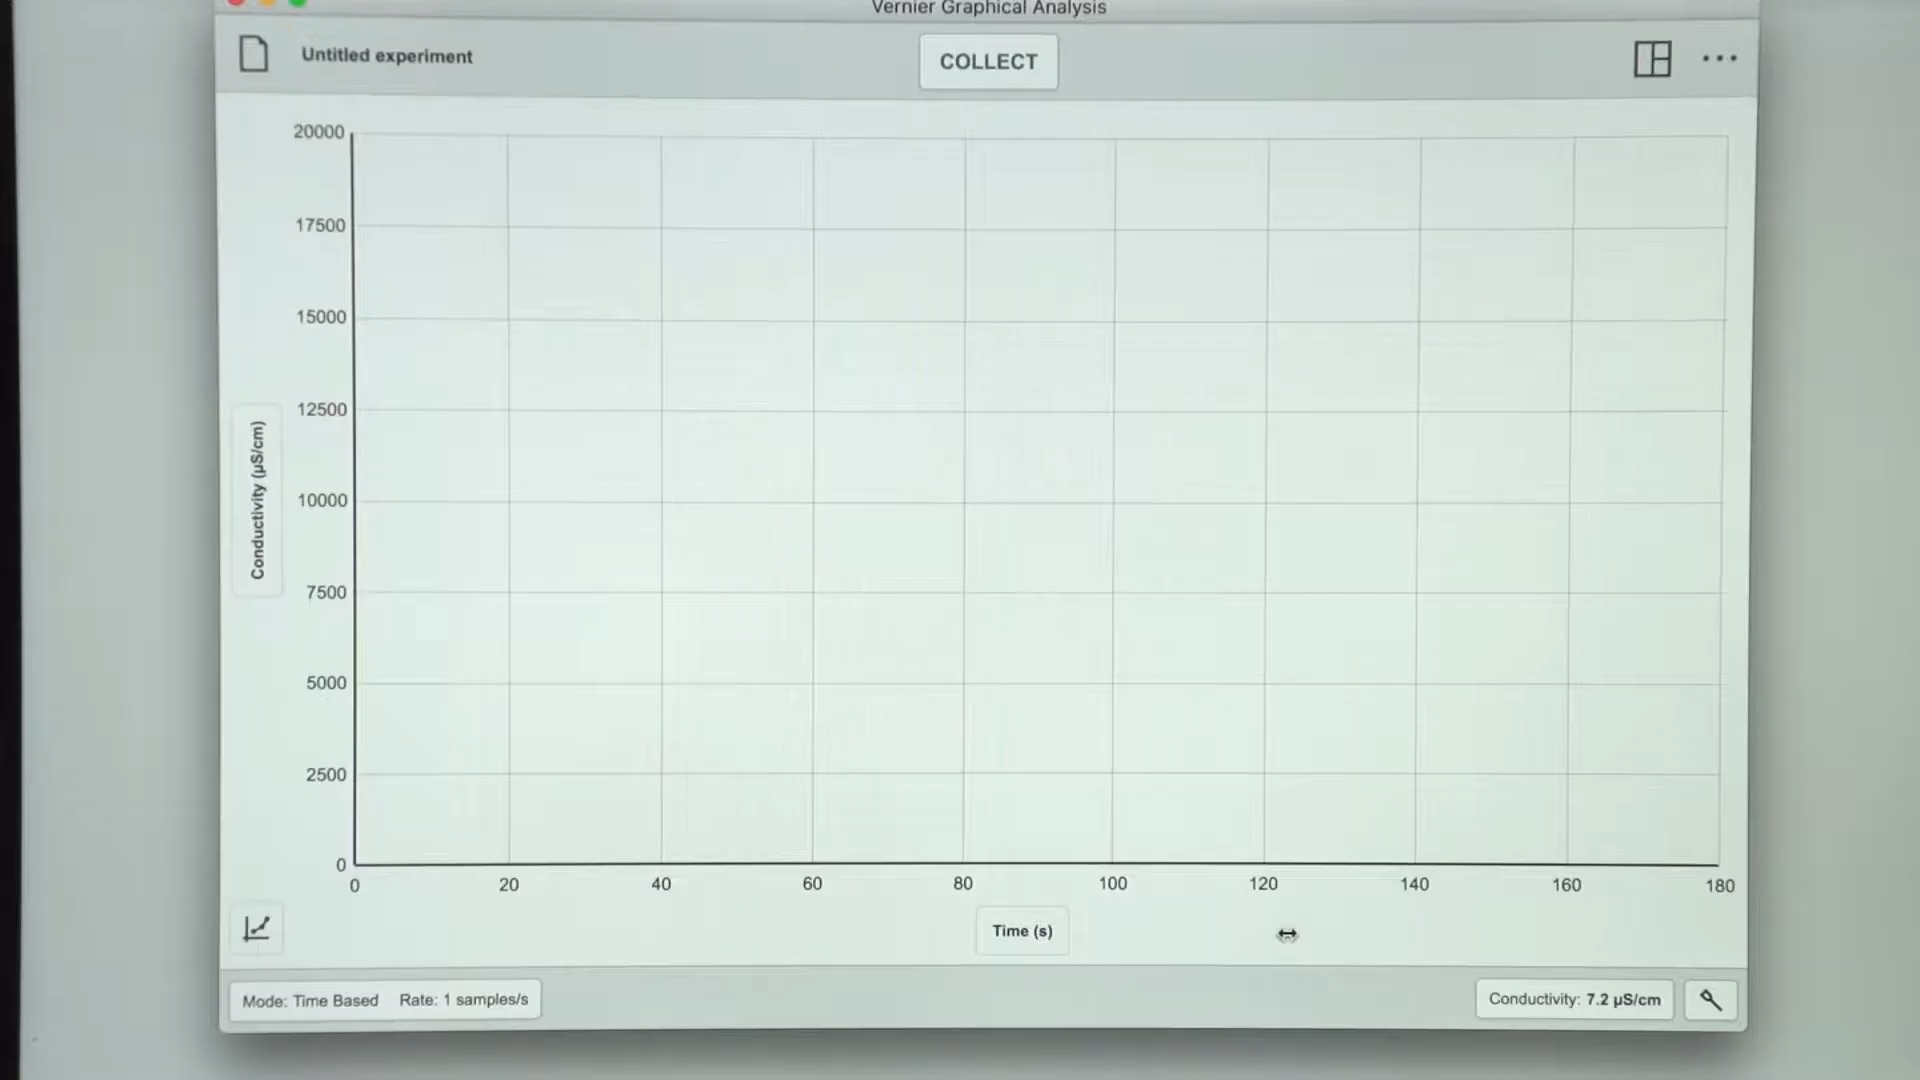 Vernier Graphical Analysis
Untitled experiment
COLLECT
20000
17500
15000
12500
10000
7500
5000
2500
0
Conductivity (µS/cm)
0 20 40 60 80 100 120 140 160 180
Time (s)
Mode: Time Based Rate: 1 samples/s
Conductivity: 7.2 µS/cm